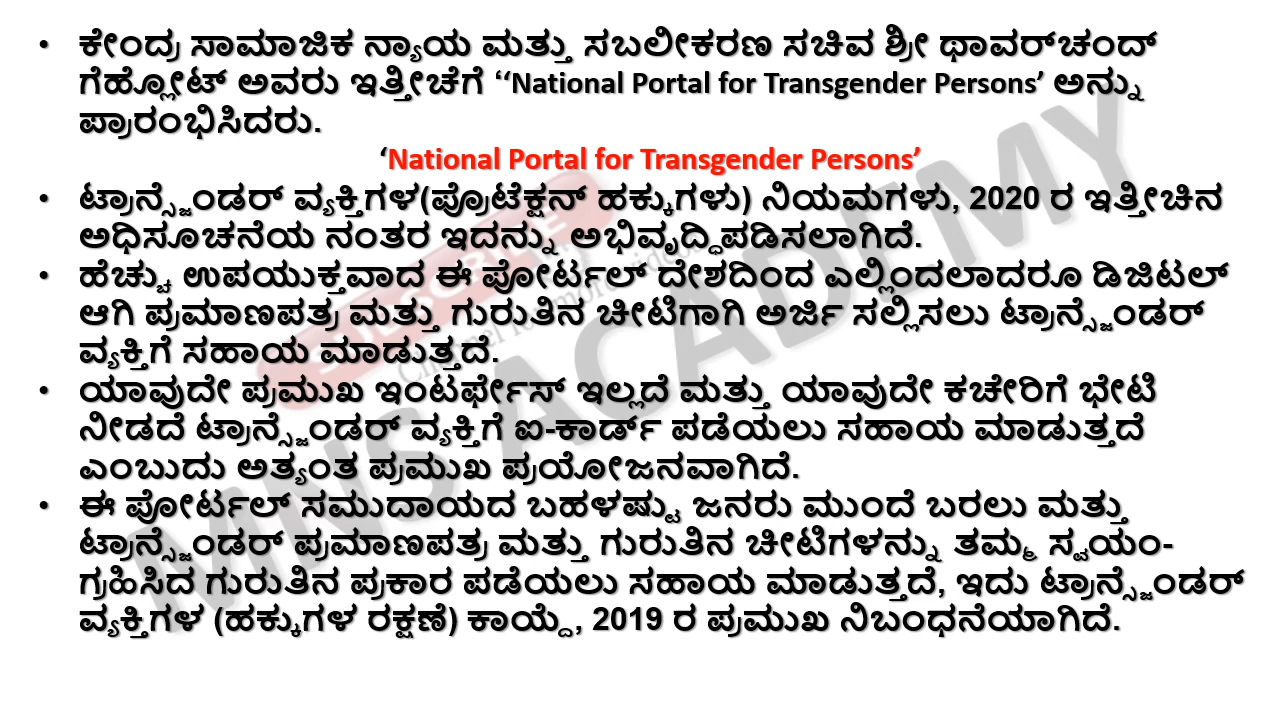 • ಕೇಂದ್ರ ಸಾಮಾಜಿಕ ನ್ಯಾಯ ಮತ್ತು ಸಬಲೀಕರಣ ಸಚಿವ ಶ್ರೀ ಥಾವರ್‌ಚಂದ್
ಗೆಹ್ಲೋಟ್ ಅವರು ಇತ್ತೀಚೆಗೆ ‘‘National Portal for Transgender Persons’ ಅನ್ನು
ಪ್ರಾರಂಭಿಸಿದರು.
‘National Portal for Transgender Persons’
• ಟ್ರಾನ್ಸ್ಜೆಂಡರ್ ವ್ಯಕ್ತಿಗಳ(ಪ್ರೊಟೆಕ್ಷನ್ ಹಕ್ಕುಗಳು) ನಿಯಮಗಳು, 2020 ರ ಇತ್ತೀಚಿನ
ಅಧಿಸೂಚನೆಯ ನಂತರ ಇದನ್ನು ಅಭಿವೃದ್ಧಿಪಡಿಸಲಾಗಿದೆ.
• ಹೆಚ್ಚು ಉಪಯುಕ್ತವಾದ ಈ ಪೋರ್ಟಲ್ ದೇಶದಿಂದ ಎಲ್ಲಿಂದಲಾದರೂ ಡಿಜಿಟಲ್
ಆಗಿ ಪ್ರಮಾಣಪತ್ರ ಮತ್ತು ಗುರುತಿನ ಚೀಟಿಗಾಗಿ ಅರ್ಜಿ ಸಲ್ಲಿಸಲು ಟ್ರಾನ್ಸ್ಜೆಂಡರ್
ವ್ಯಕ್ತಿಗೆ ಸಹಾಯ ಮಾಡುತ್ತದೆ.
• ಯಾವುದೇ ಪ್ರಮುಖ ಇಂಟರ್ಫೇಸ್ ಇಲ್ಲದೆ ಮತ್ತು ಯಾವುದೇ ಕಚೇರಿಗೆ ಭೇಟಿ
ನೀಡದೆ ಟ್ರಾನ್ಸ್ಜೆಂಡರ್ ವ್ಯಕ್ತಿಗೆ ಐ-ಕಾರ್ಡ್ ಪಡೆಯಲು ಸಹಾಯ ಮಾಡುತ್ತದೆ
ಎಂಬುದು ಅತ್ಯಂತ ಪ್ರಮುಖ ಪ್ರಯೋಜನವಾಗಿದೆ.
• ಈ ಪೋರ್ಟಲ್ ಸಮುದಾಯದ ಬಹಳಷ್ಟು ಜನರು ಮುಂದೆ ಬರಲು ಮತ್ತು
ಟ್ರಾನ್ಸ್ಜೆಂಡರ್ ಪ್ರಮಾಣಪತ್ರ ಮತ್ತು ಗುರುತಿನ ಚೀಟಿಗಳನ್ನು ತಮ್ಮ ಸ್ವಯಂ-
ಗ್ರಹಿಸಿದ ಗುರುತಿನ ಪ್ರಕಾರ ಪಡೆಯಲು ಸಹಾಯ ಮಾಡುತ್ತದೆ, ಇದು ಟ್ರಾನ್ಸ್ಜೆಂಡರ್
ವ್ಯಕ್ತಿಗಳ (ಹಕ್ಕುಗಳ ರಕ್ಷಣೆ) ಕಾಯ್ದೆ, 2019 ರ ಪ್ರಮುಖ ನಿಬಂಧನೆಯಾಗಿದೆ.
MNS ACADEMY